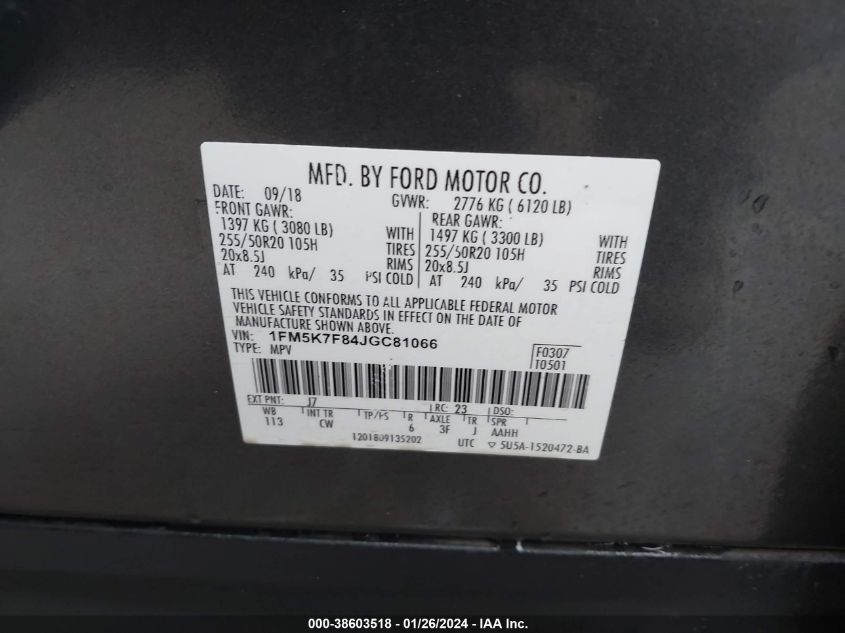 MFD. BY FORD MOTOR CO.
DATE: 09/18 GVWR: 2776 KG ( 6120 LB)
FRONT GAWR: REAR GAWR:
1397 KG ( 3080 LB) WITH 1497 KG ( 3300 LB) WITH
255/50R20 105H TIRES 255/50R20 105H TIRES
20x8.5J RIMS 20x8.5J RIMS
AT 240 kPa/ 35 PSI COLD AT 240 kPa/ 35 PSI COLD
THIS VEHICLE CONFORMS TO ALL APPLICABLE FEDERAL MOTOR
VEHICLE SAFETY STANDARDS IN EFFECT ON THE DATE OF
MANUFACTURE SHOWN ABOVE.
VIN: 1FM5K7F84JGC81066
TYPE: MPV
F0307
T0501
EXT PNT: J7 RC: 23 DSO:
WB INT TR TP/PS R AXLE TR SPR
113 CW 6 3F J AAHH
1201809135202 UTC ▽ 5U5A-1520472-BA
000-38603518 - 01/26/2024 - IAA Inc.